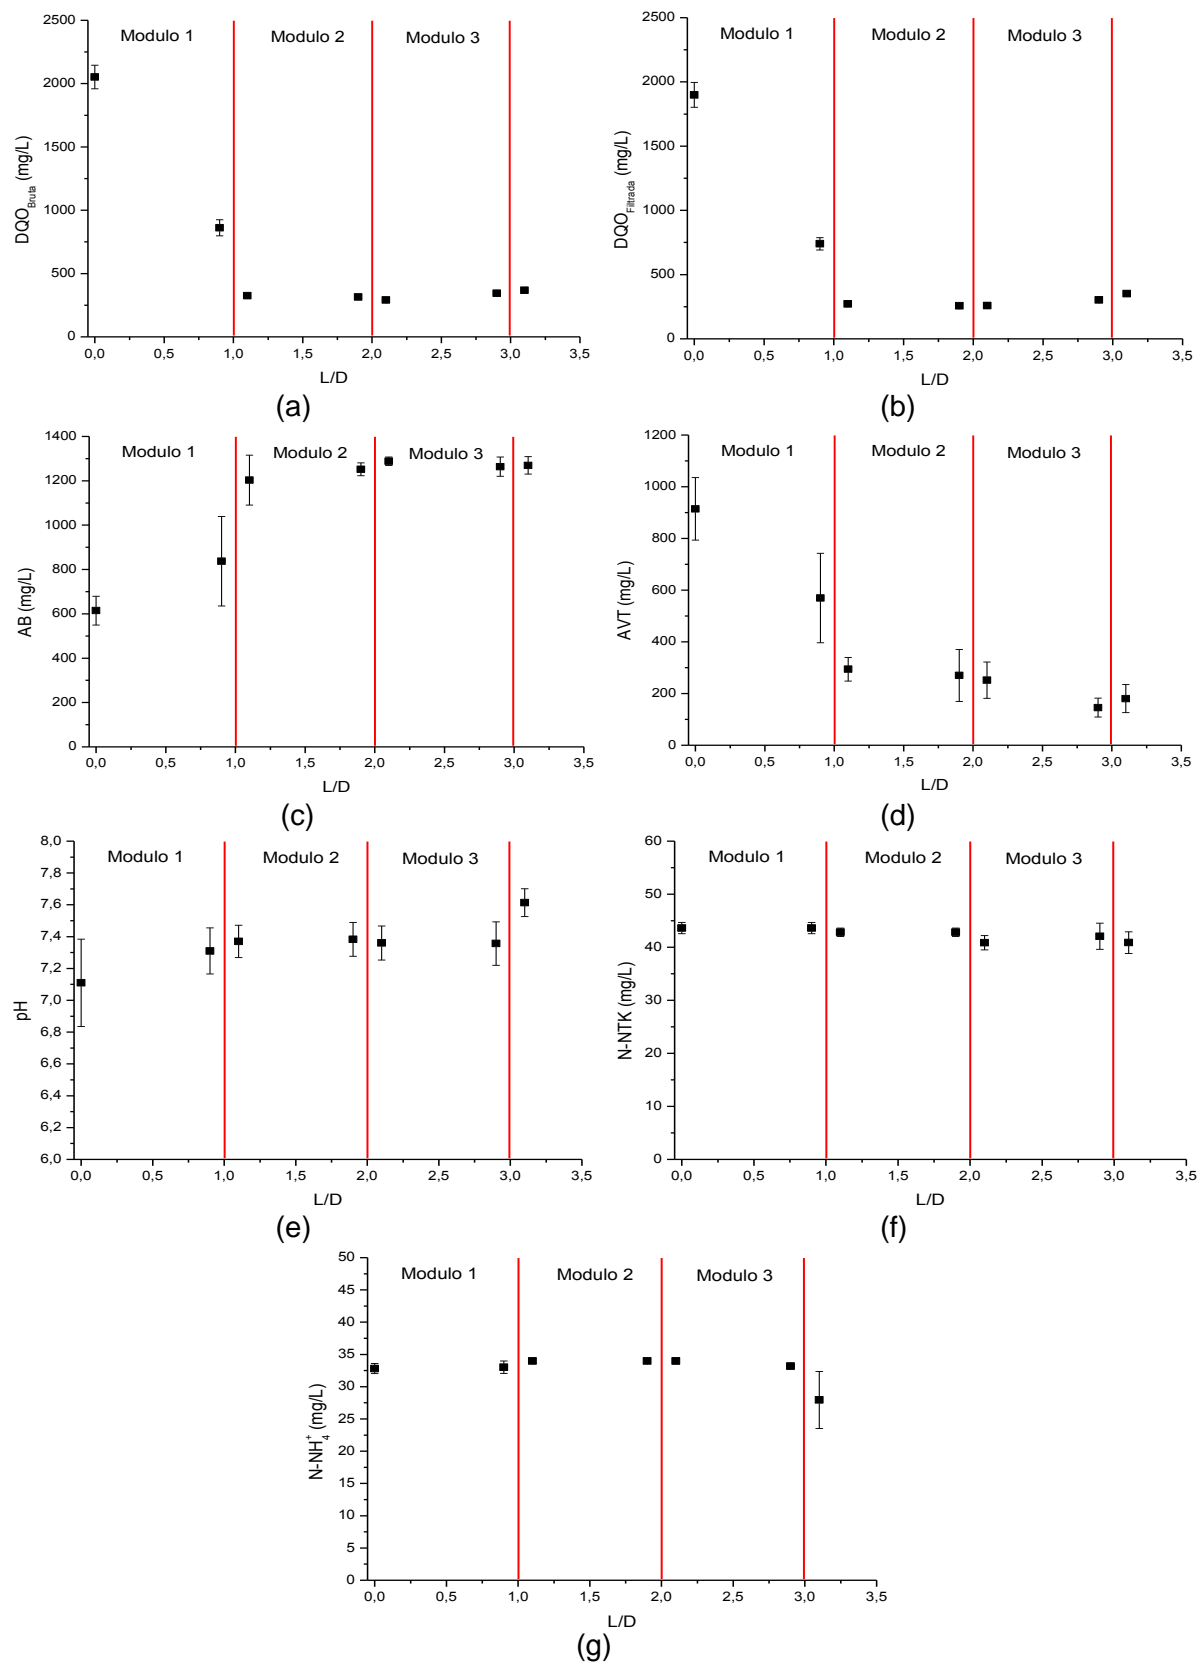 2500
2000
1500
1000
500
0
DQO Bruta (mg/L)
Modulo 1 Modulo 2 Modulo 3
0,0 0,5 1,0 1,5 2,0 2,5 3,0 3,5
L/D
(a)
2500
2000
1500
1000
500
0
DQO Filtrada (mg/L)
Modulo 1 Modulo 2 Modulo 3
0,0 0,5 1,0 1,5 2,0 2,5 3,0 3,5
L/D
(b)
1400
1200
1000
800
600
400
200
0
AB (mg/L)
Modulo 1 Modulo 2 Modulo 3
0,0 0,5 1,0 1,5 2,0 2,5 3,0 3,5
L/D
(c)
1200
1000
800
600
400
200
0
AVT (mg/L)
Modulo 1 Modulo 2 Modulo 3
0,0 0,5 1,0 1,5 2,0 2,5 3,0 3,5
L/D
(d)
8,0
7,8
7,6
7,4
7,2
7,0
6,8
6,6
6,4
6,2
6,0
pH
Modulo 1 Modulo 2 Modulo 3
0,0 0,5 1,0 1,5 2,0 2,5 3,0 3,5
L/D
(e)
60
50
40
30
20
10
0
N-NTK (mg/L)
Modulo 1 Modulo 2 Modulo 3
0,0 0,5 1,0 1,5 2,0 2,5 3,0 3,5
L/D
(f)
50
45
40
35
30
25
20
15
10
5
0
N-NH4+ (mg/L)
Modulo 1 Modulo 2 Modulo 3
0,0 0,5 1,0 1,5 2,0 2,5 3,0 3,5
L/D
(g)